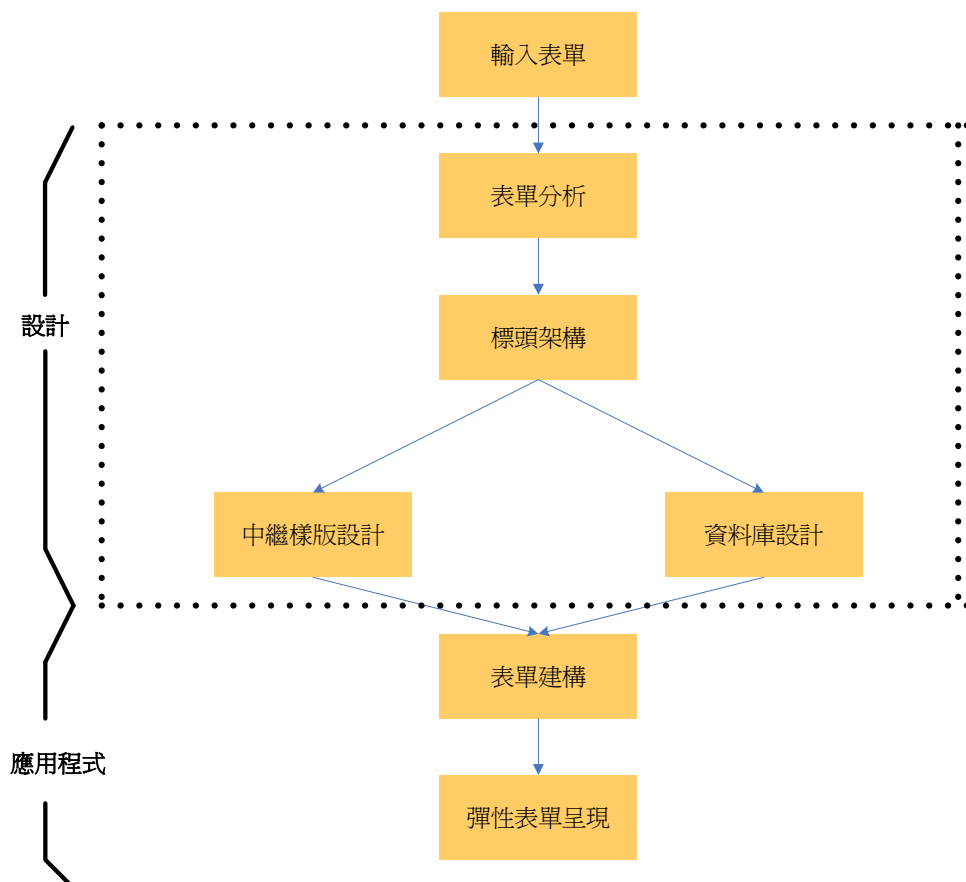 輸入表單
表單分析
設計
標頭架構
中繼樣版設計
資料庫設計
表單建構
應用程式
彈性表單呈現